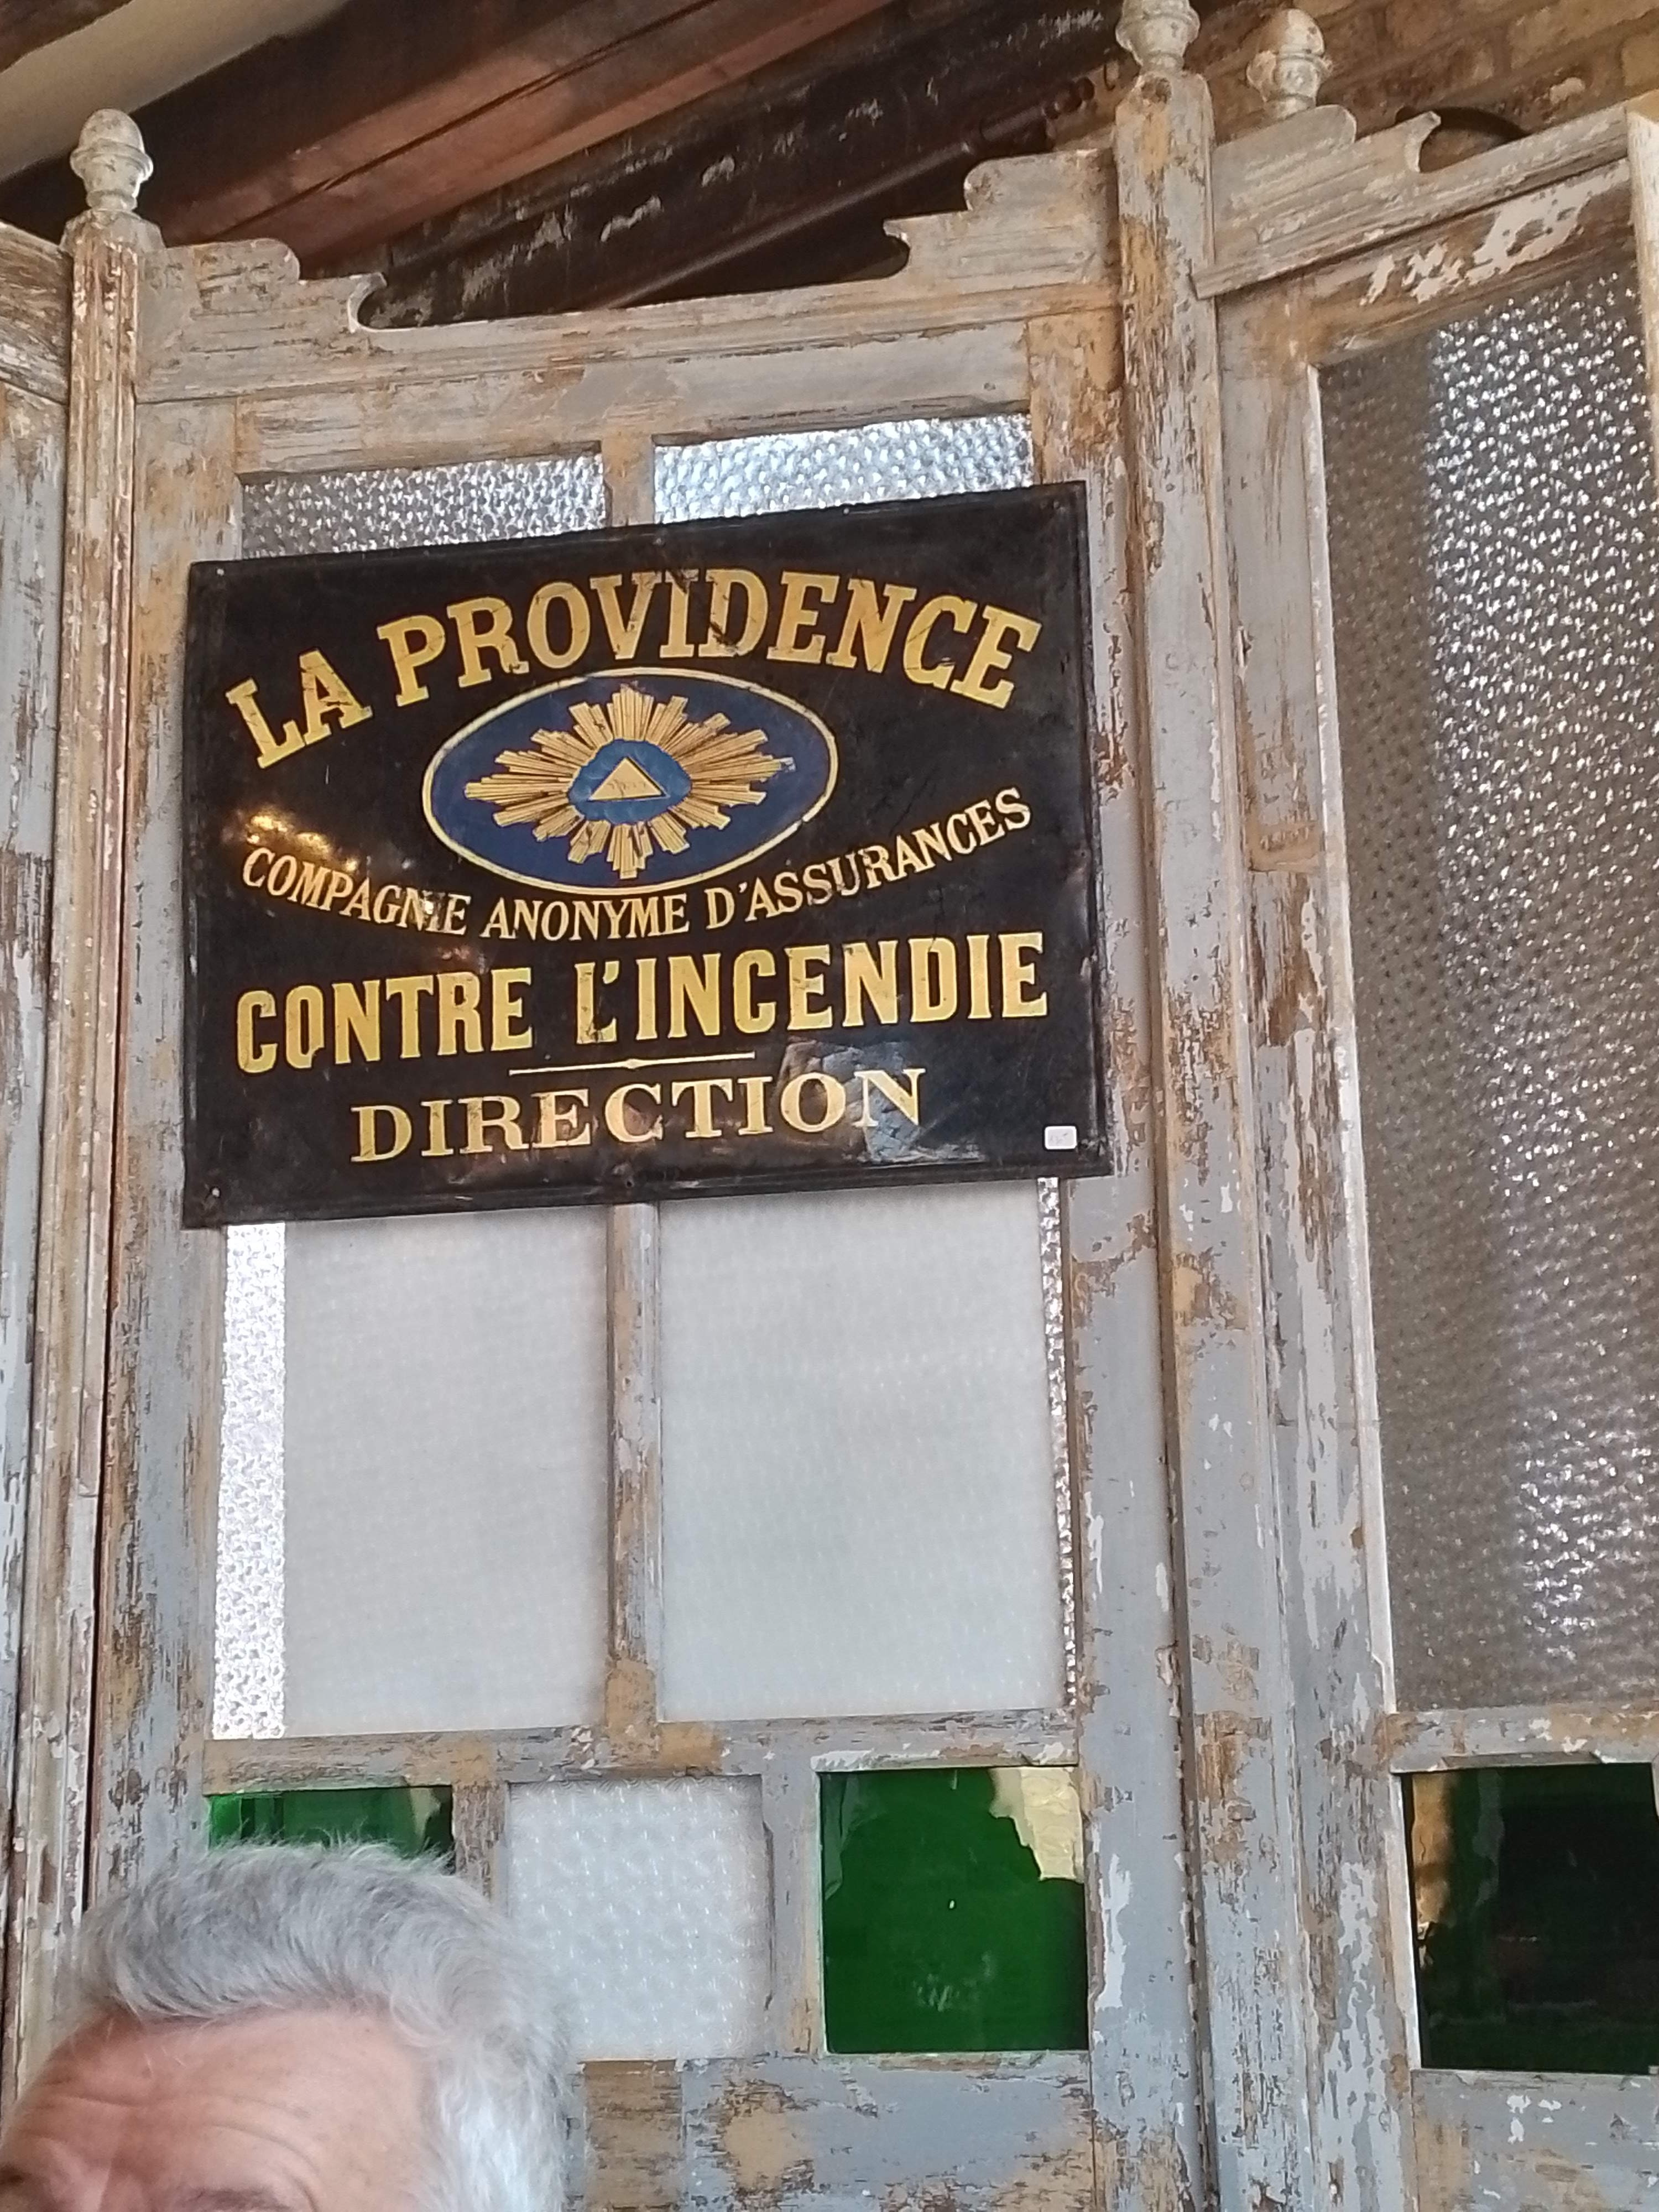 LA PROVIDENCE
COMPAGNIE ANONYME D'ASSURANCES
CONTRE L'INCENDIE
DIRECTION